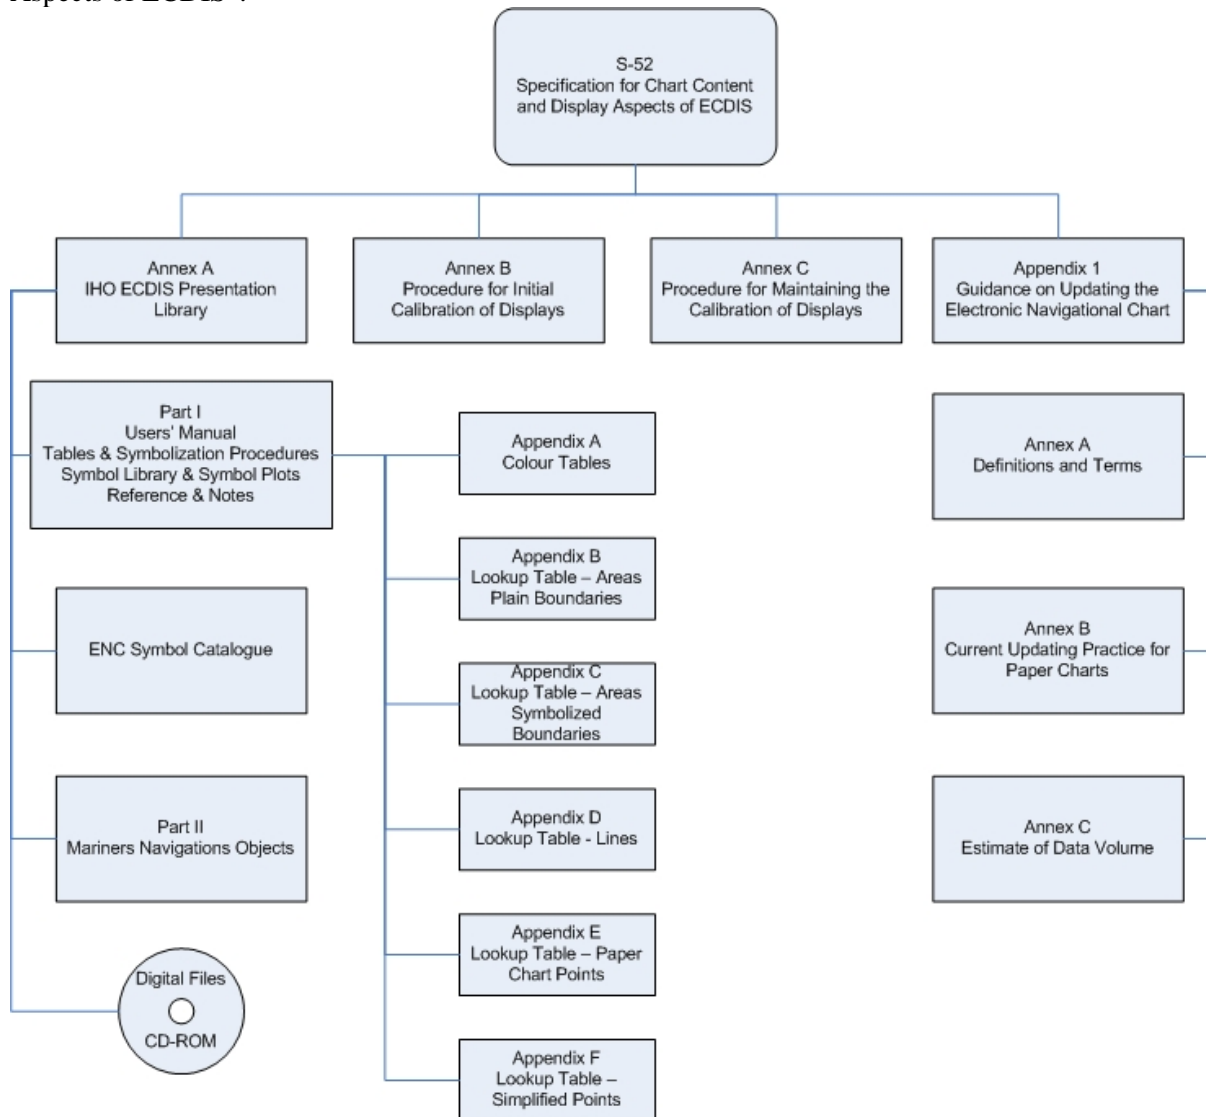 Aspects of ECDIS".
S-52
Specification for Chart Content
and Display Aspects of ECDIS
Annex A
IHO ECDIS Presentation
Library
Annex B
Procedure for Initial
Calibration of Displays
Annex C
Procedure for Maintaining the
Calibration of Displays
Appendix 1
Guidance on Updating the
Electronic Navigational Chart
Part I
Users' Manual
Tables & Symbolization Procedures
Symbol Library & Symbol Plots
Reference & Notes
ENC Symbol Catalogue
Part II
Mariners Navigations Objects
Digital Files
CD-ROM
Appendix A
Colour Tables
Appendix B
Lookup Table – Areas
Plain Boundaries
Appendix C
Lookup Table – Areas
Symbolized
Boundaries
Appendix D
Lookup Table - Lines
Appendix E
Lookup Table – Paper
Chart Points
Appendix F
Lookup Table –
Simplified Points
Annex A
Definitions and Terms
Annex B
Current Updating Practice for
Paper Charts
Annex C
Estimate of Data Volume